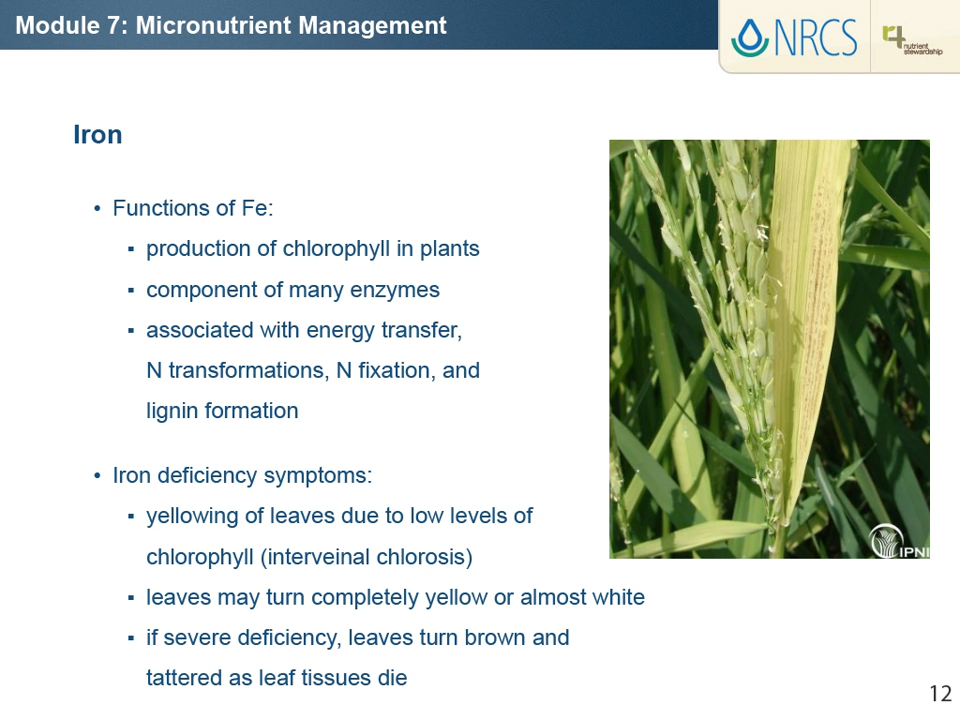 Module 7: Micronutrient Management
NRCS
r4 nutrient
stewardship
Iron
• Functions of Fe:
▪ production of chlorophyll in plants
▪ component of many enzymes
▪ associated with energy transfer,
N transformations, N fixation, and
lignin formation
• Iron deficiency symptoms:
▪ yellowing of leaves due to low levels of
chlorophyll (interveinal chlorosis)
▪ leaves may turn completely yellow or almost white
▪ if severe deficiency, leaves turn brown and
tattered as leaf tissues die
IPNI
12